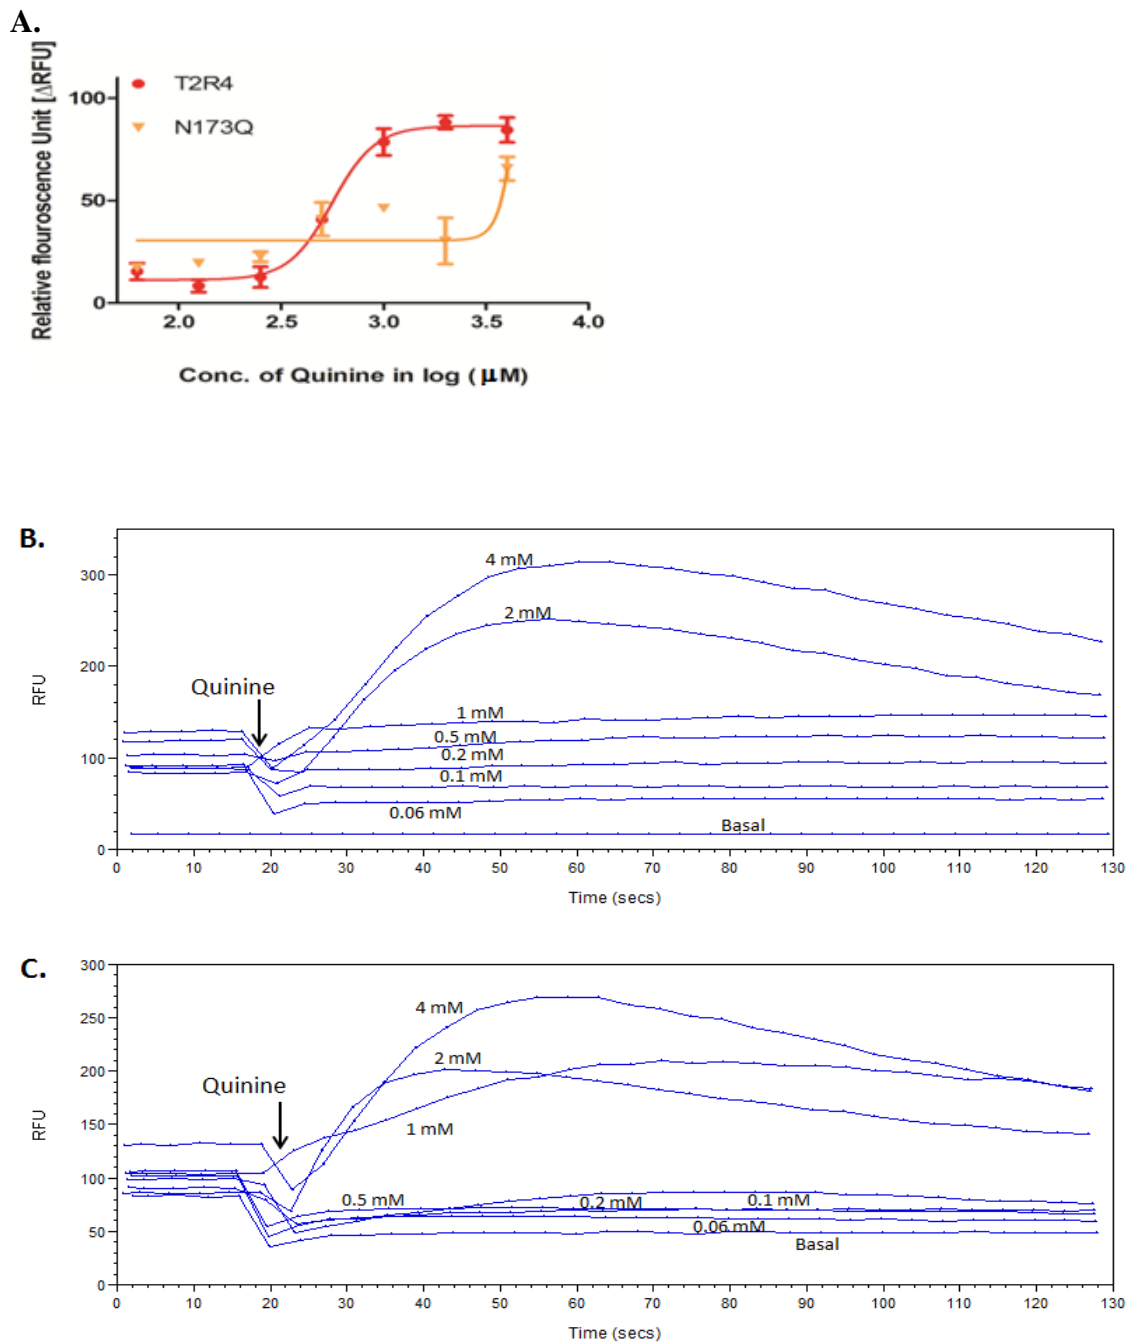 A.
Relative flouroscence Unit [ΔRFU]
100
50
0
T2R4
N173Q
2.0 2.5 3.0 3.5 4.0
Conc. of Quinine in log ( μM)
B.
RFU
300
200
100
0
4 mM
2 mM
Quinine
1 mM
0.5 mM
0.2 mM
0.1 mM
0.06 mM
Basal
0 10 20 30 40 50 60 70 80 90 100 110 120 130
Time (secs)
C.
RFU
300
250
200
150
100
50
0
4 mM
2 mM
Quinine
1 mM
0.5 mM
0.2 mM
0.1 mM
0.06 mM
Basal
0 10 20 30 40 50 60 70 80 90 100 110 120 130
Time (secs)